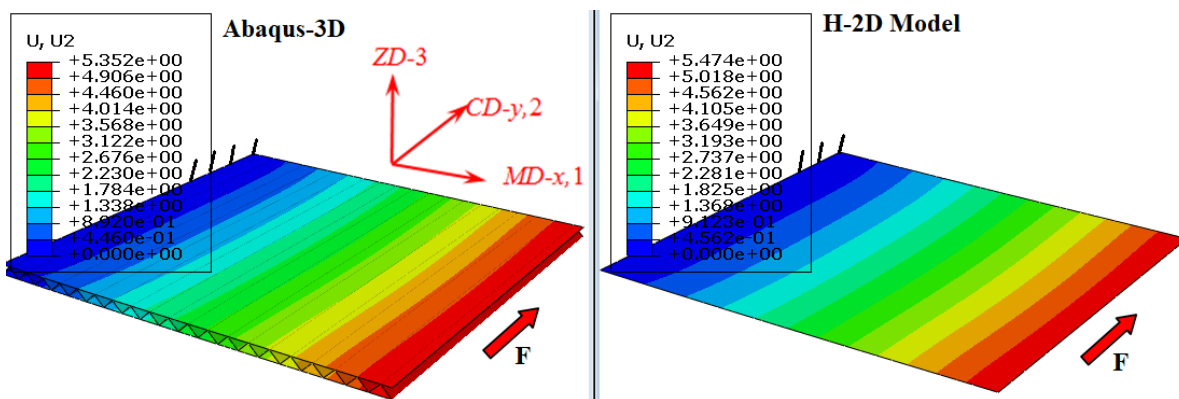 Abaqus-3D
U, U2
+5.352e+00
+4.906e+00
+4.460e+00
+4.014e+00
+3.568e+00
+3.122e+00
+2.676e+00
+2.230e+00
+1.784e+00
+1.338e+00
+8.920e-01
+4.460e-01
+0.000e+00
ZD-3
CD-y,2
MD-x,1
F
H-2D Model
U, U2
+5.474e+00
+5.018e+00
+4.562e+00
+4.105e+00
+3.649e+00
+3.193e+00
+2.737e+00
+2.281e+00
+1.825e+00
+1.368e+00
+9.123e-01
+4.562e-01
+0.000e+00
F